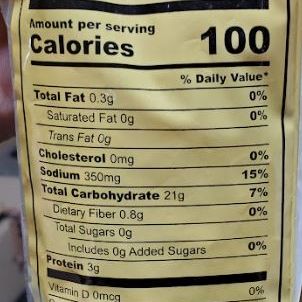 Amount per serving
Calories 100
% Daily Value*
Total Fat 0.3g 0%
Saturated Fat 0g 0%
Trans Fat 0g
Cholesterol 0mg 0%
Sodium 350mg 15%
Total Carbohydrate 21g 7%
Dietary Fiber 0.8g 0%
Total Sugars 0g
Includes 0g Added Sugars 0%
Protein 3g
Vitamin D 0mcg 0%